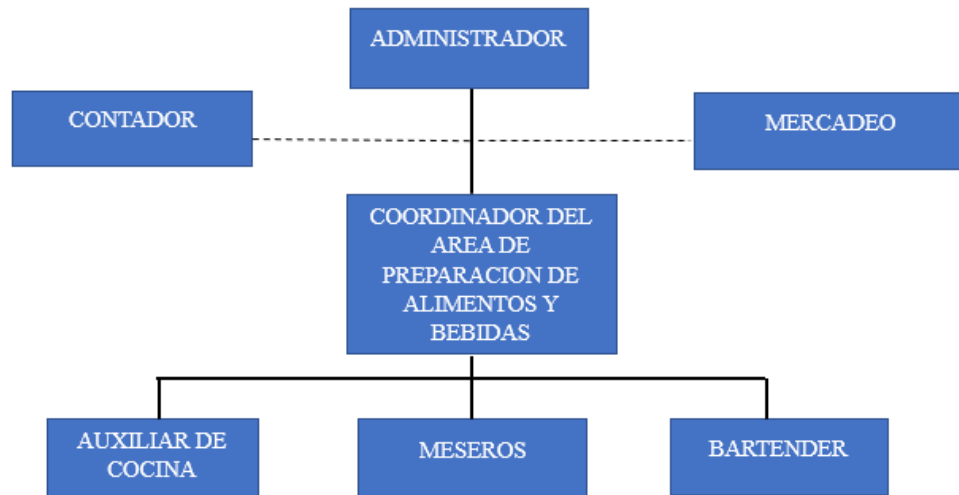 ADMINISTRADOR
CONTADOR
MERCADEO
COORDINADOR DEL
AREA DE
PREPARACION DE
ALIMENTOS Y
BEBIDAS
AUXILIAR DE
COCINA
MESEROS
BARTENDER